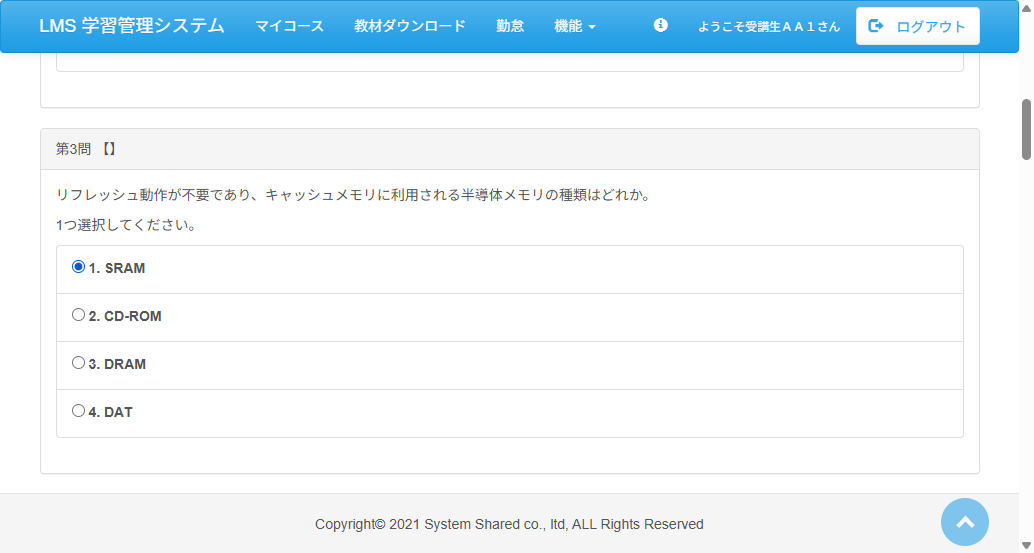 LMS 学習管理システム マイコース 教材ダウンロード 勤怠 機能 ようこそ受講生ＡＡ１さん ログアウト
第3問 【】
リフレッシュ動作が不要であり、キャッシュメモリに利用される半導体メモリの種類はどれか。
1つ選択してください。
1. SRAM
2. CD-ROM
3. DRAM
4. DAT
Copyright© 2021 System Shared co., ltd, ALL Rights Reserved